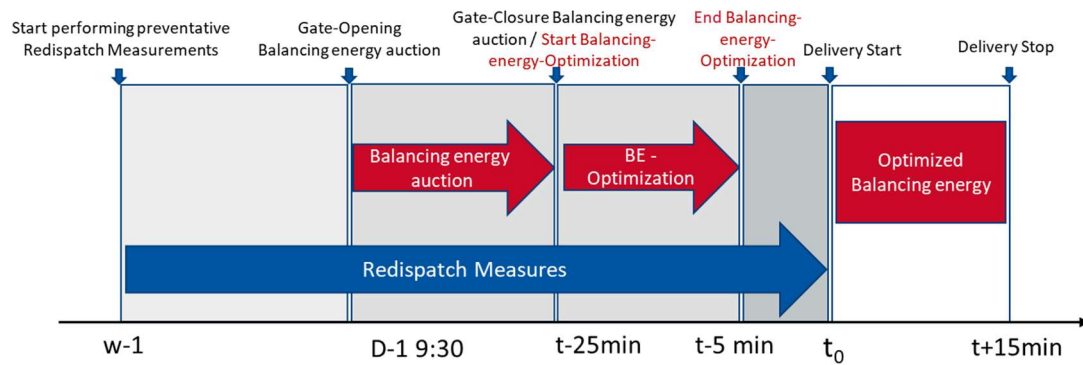 Start performing preventative
Redispatch Measurements
Gate-Opening
Balancing energy auction
Gate-Closure Balancing energy
auction / Start Balancing-
energy-Optimization
End Balancing-
energy-
Optimization
Delivery Start
Delivery Stop
Balancing energy
auction
BE -
Optimization
Optimized
Balancing energy
Redispatch Measures
w-1
D-1 9:30
t-25min
t-5 min
t0
t+15min